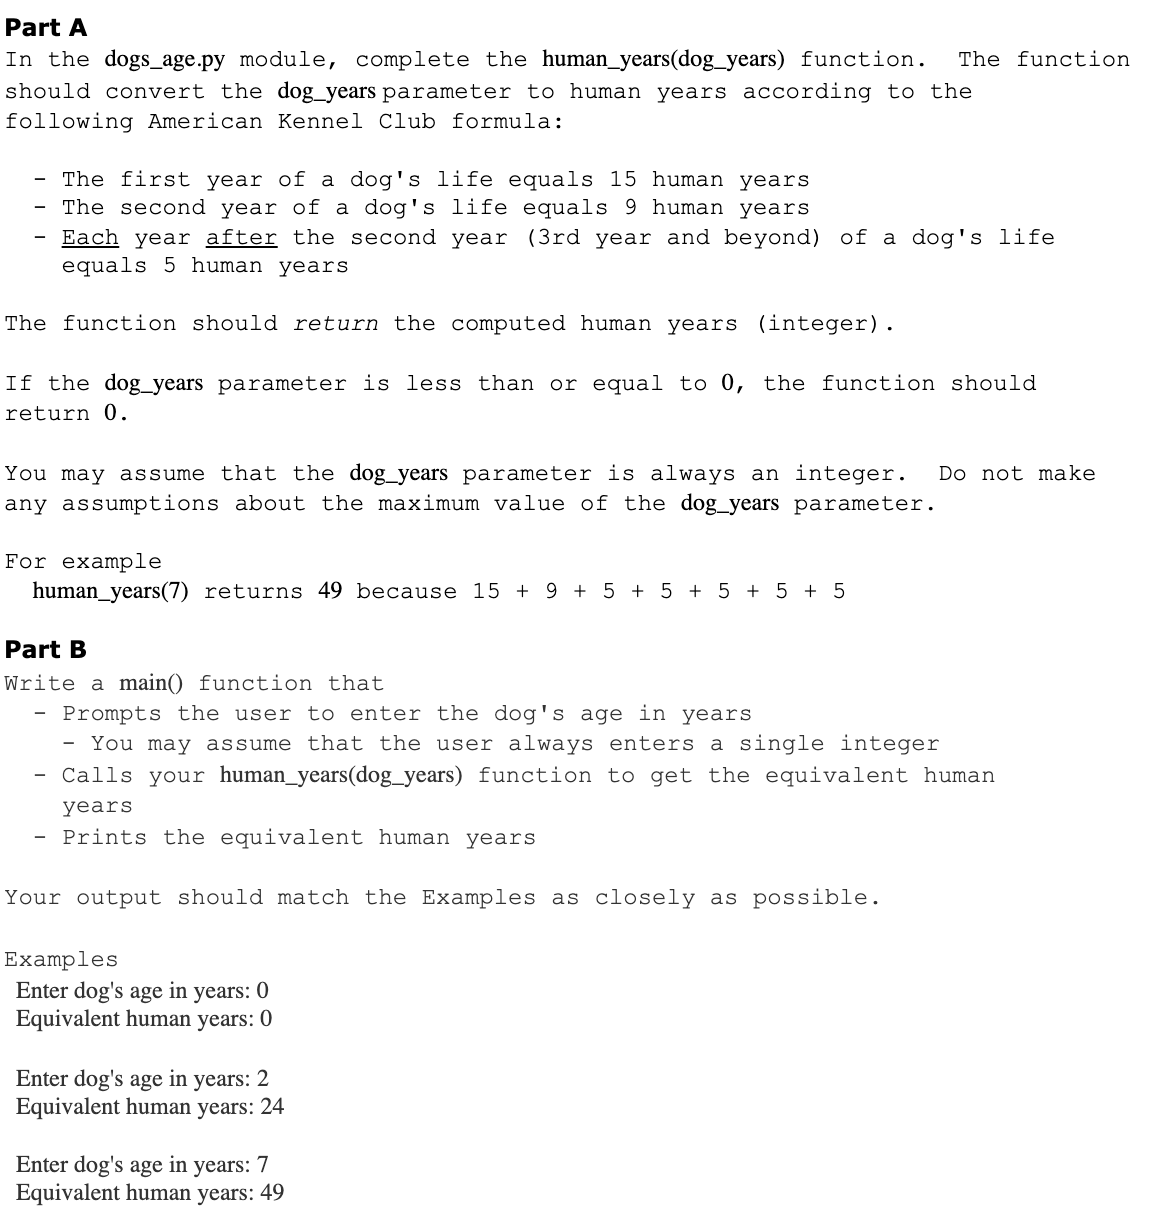 Part A
In the dogs_age.py module, complete the human_years(dog_years) function.  The function
should convert the dog_years parameter to human years according to the
following American Kennel Club formula:
- The first year of a dog's life equals 15 human years
- The second year of a dog's life equals 9 human years
- Each year after the second year (3rd year and beyond) of a dog's life
equals 5 human years
The function should return the computed human years (integer).
If the dog_years parameter is less than or equal to 0, the function should
return 0.
You may assume that the dog_years parameter is always an integer.  Do not make
any assumptions about the maximum value of the dog_years parameter.
For example
human_years(7) returns 49 because 15 + 9 + 5 + 5 + 5 + 5 + 5
Part B
Write a main() function that
- Prompts the user to enter the dog's age in years
- You may assume that the user always enters a single integer
- Calls your human_years(dog_years) function to get the equivalent human
years
- Prints the equivalent human years
Your output should match the Examples as closely as possible.
Examples
Enter dog's age in years: 0
Equivalent human years: 0
Enter dog's age in years: 2
Equivalent human years: 24
Enter dog's age in years: 7
Equivalent human years: 49